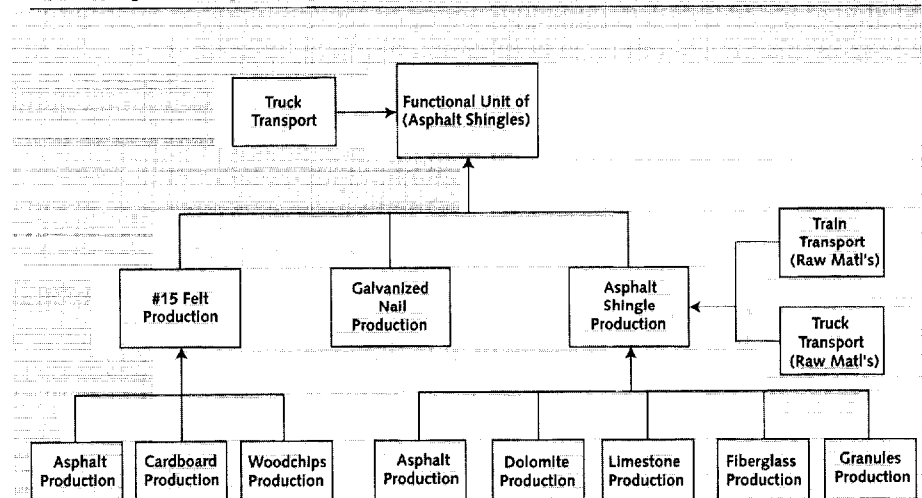 Truck
Transport
Functional Unit of
(Asphalt Shingles)
Train
Transport
(Raw Matl's)
#15 Felt
Production
Galvanized
Nail
Production
Asphalt
Shingle
Production
Truck
Transport
(Raw Matl's)
Asphalt
Production
Cardboard
Production
Woodchips
Production
Asphalt
Production
Dolomite
Production
Limestone
Production
Fiberglass
Production
Granules
Production